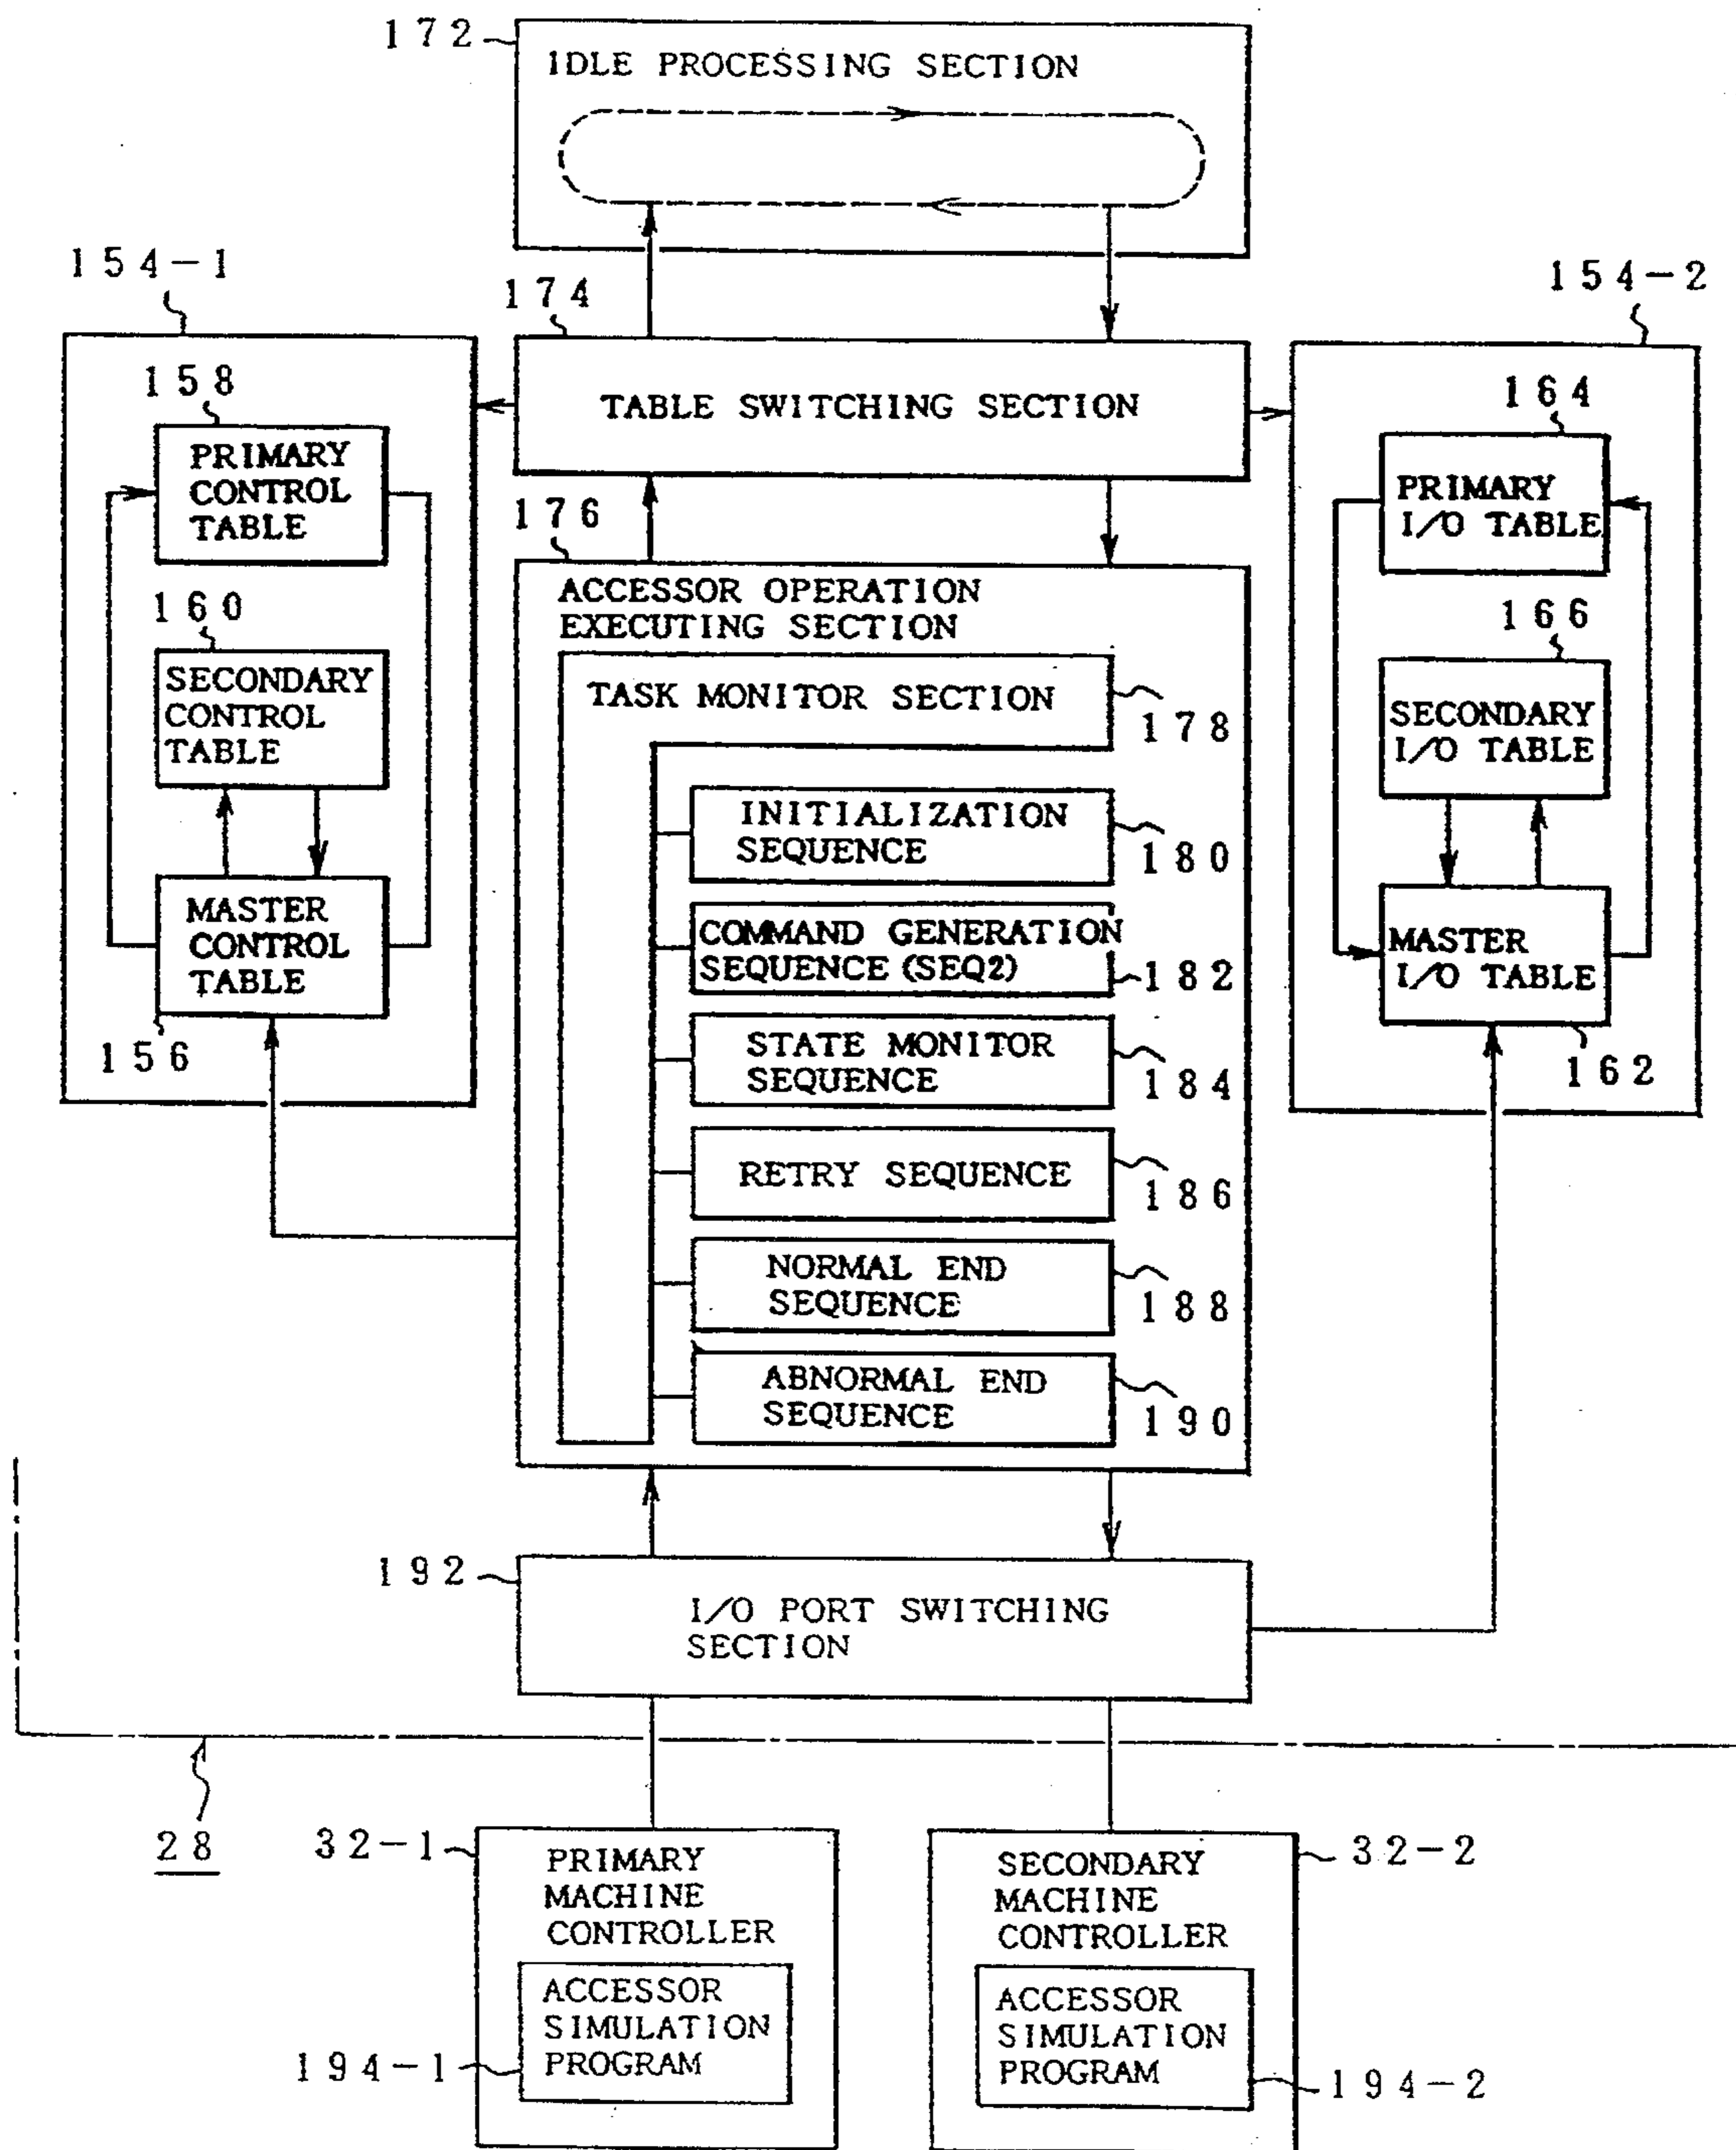 172
IDLE PROCESSING SECTION
154-1
174
154-2
158
TABLE SWITCHING SECTION
164
PRIMARY
CONTROL
TABLE
PRIMARY
I/O TABLE
176
ACCESSOR OPERATION
EXECUTING SECTION
160
166
SECONDARY
CONTROL
TABLE
TASK MONITOR SECTION
178
SECONDARY
I/O TABLE
INITIALIZATION
SEQUENCE
180
MASTER
CONTROL
TABLE
156
COMMAND GENERATION
SEQUENCE (SEQ2)
182
MASTER
I/O TABLE
162
STATE MONITOR
SEQUENCE
184
RETRY SEQUENCE
186
NORMAL END
SEQUENCE
188
ABNORMAL END
SEQUENCE
190
192
I/O PORT SWITCHING
SECTION
28
32-1
PRIMARY
MACHINE
CONTROLLER
SECONDARY
MACHINE
CONTROLLER
32-2
ACCESSOR
SIMULATION
PROGRAM
194-1
ACCESSOR
SIMULATION
PROGRAM
194-2